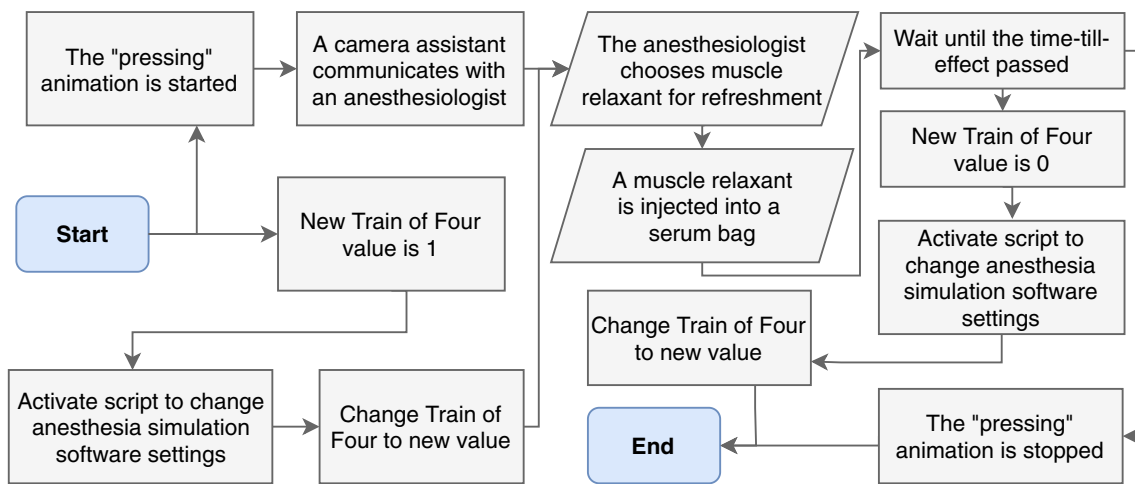 The "pressing"
animation is started
A camera assistant
communicates with
an anesthesiologist
The anesthesiologist
chooses muscle
relaxant for refreshment
Wait until the time-till-
effect passed
New Train of Four
value is 0
A muscle relaxant
is injected into a
serum bag
Start
New Train of Four
value is 1
Activate script to
change anesthesia
simulation software
settings
Change Train of Four
to new value
Activate script to change
anesthesia simulation
software settings
Change Train of
Four to new value
End
The "pressing"
animation is stopped